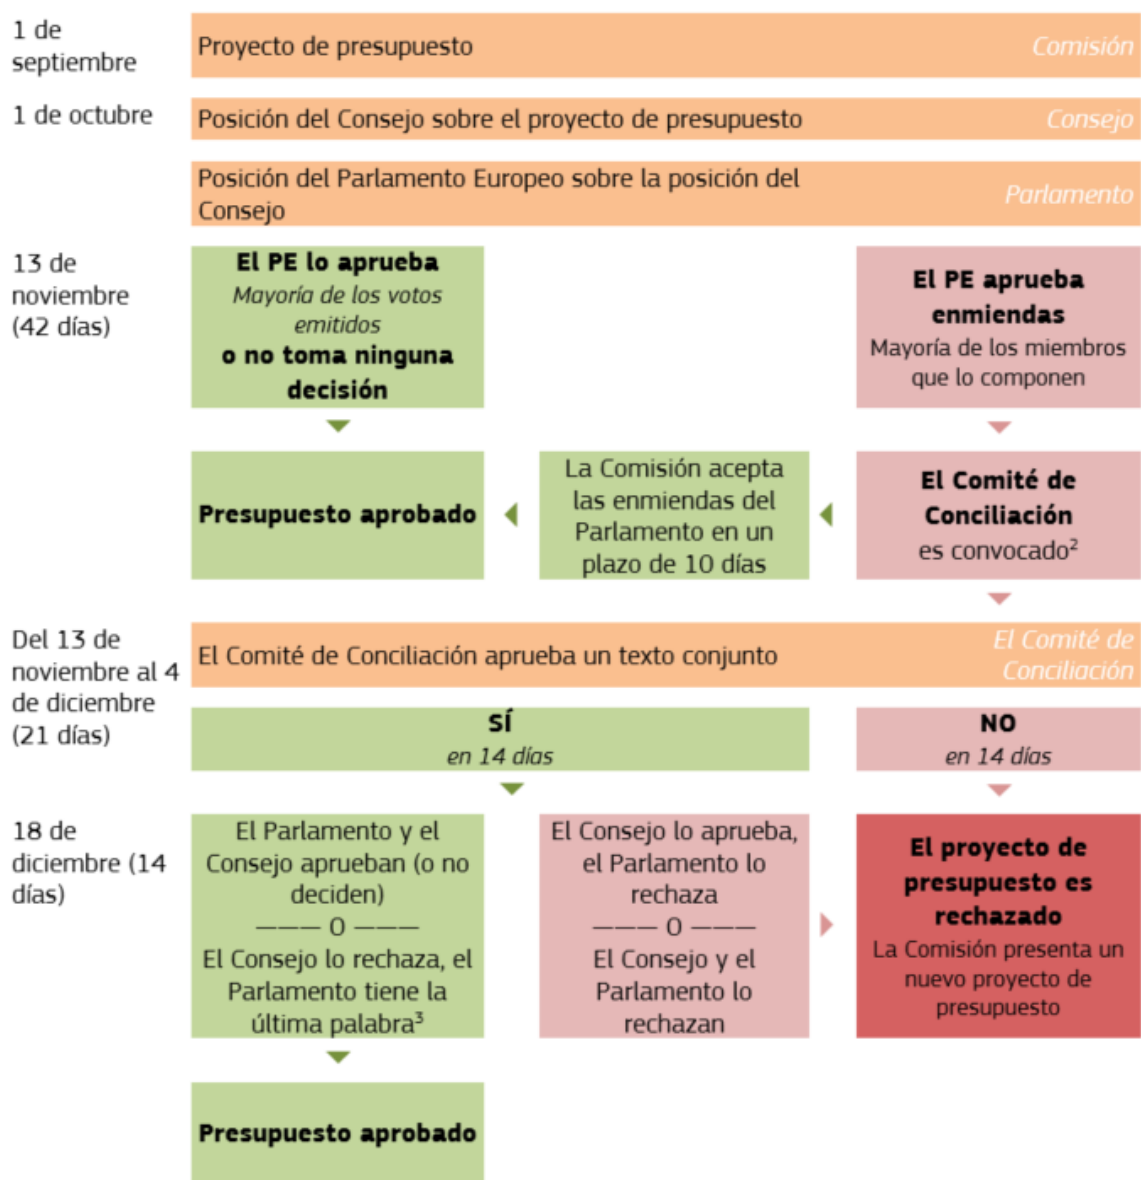 1 de
septiembre
Proyecto de presupuesto
Comisión
1 de octubre
Posición del Consejo sobre el proyecto de presupuesto
Consejo
Posición del Parlamento Europeo sobre la posición del
Consejo
Parlamento
13 de
noviembre
(42 días)
El PE lo aprueba
Mayoría de los votos
emitidos
o no toma ninguna
decisión
El PE aprueba
enmiendas
Mayoría de los miembros
que lo componen
Presupuesto aprobado
La Comisión acepta
las enmiendas del
Parlamento en un
plazo de 10 días
El Comité de
Conciliación
es convocado²
Del 13 de
noviembre al 4
de diciembre
(21 días)
El Comité de Conciliación aprueba un texto conjunto
El Comité de
Conciliación
SÍ
en 14 días
NO
en 14 días
18 de
diciembre (14
días)
El Parlamento y el
Consejo aprueban (o no
deciden)
——— O ———
El Consejo lo rechaza, el
Parlamento tiene la
última palabra³
El Consejo lo aprueba,
el Parlamento lo
rechaza
——— O ———
El Consejo y el
Parlamento lo
rechazan
El proyecto de
presupuesto es
rechazado
La Comisión presenta un
nuevo proyecto de
presupuesto
Presupuesto aprobado